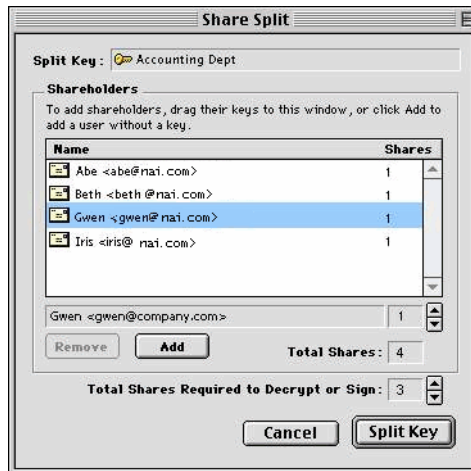 Share Split
Split Key: Accounting Dept
Shareholders
To add shareholders, drag their keys to this window, or click Add to
add a user without a key.
Name Shares
Abe <abe@nai.com> 1
Beth <beth @nai.com> 1
Gwen <gwen@ nai.com> 1
Iris <iris@ nai.com> 1
Gwen <gwen@company.com> 1
Remove Add Total Shares: 4
Total Shares Required to Decrypt or Sign: 3
Cancel Split Key